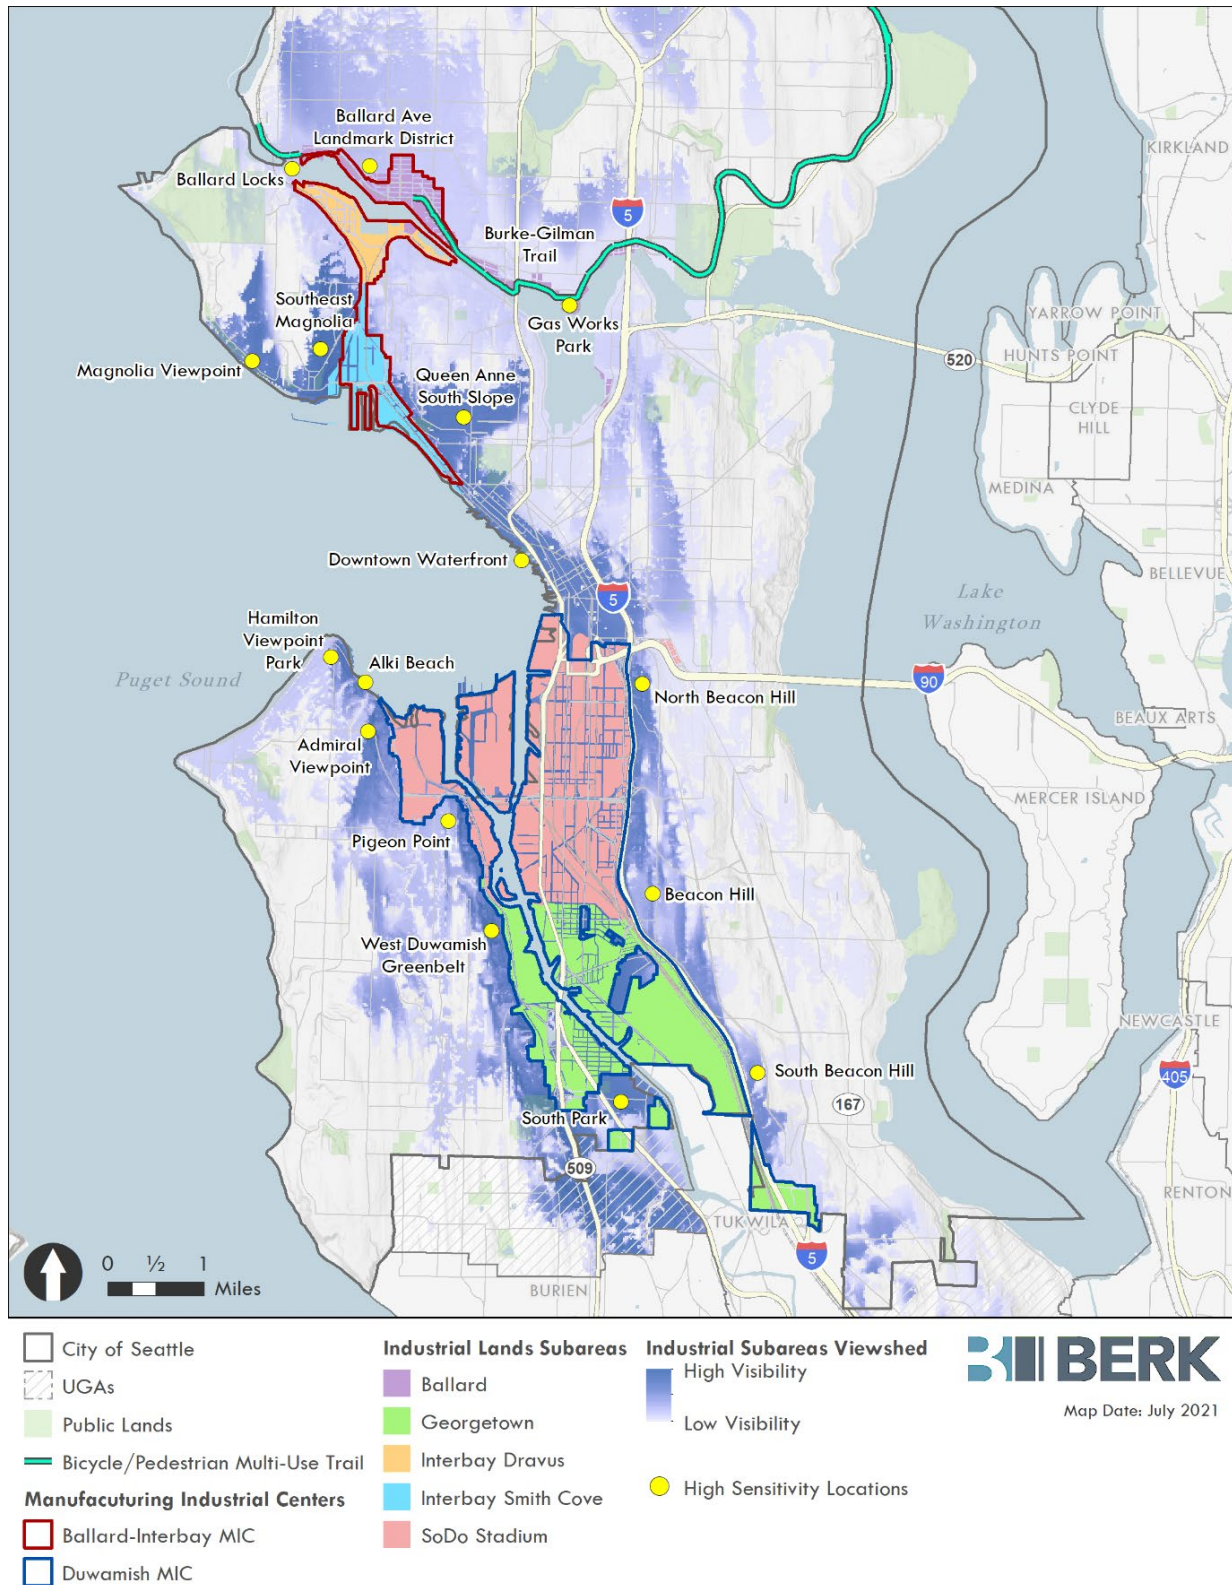 Ballard Ave
Landmark District
KIRKLAND
Ballard Locks
5
Burke-Gilman
Trail
Southeast
Magnolia
Gas Works
Park
YARROW POINT
520
HUNTS POINT
Magnolia Viewpoint
Queen Anne
South Slope
CLYDE
HILL
MEDINA
Downtown Waterfront
BELLEVUE
5
Lake
Washington
Hamilton
Viewpoint
Park
Alki Beach
Puget Sound
90
North Beacon Hill
BEAUX ARTS
Admiral
Viewpoint
MERCER ISLAND
Pigeon Point
Beacon Hill
West Duwamish
Greenbelt
NEWCASTLE
South Beacon Hill
405
167
South Park
509
RENTON
TUKWILA
5
0 ½ 1
Miles
BURIEN
City of Seattle
UGAs
Public Lands
Bicycle/Pedestrian Multi-Use Trail
Manufacuturing Industrial Centers
Ballard-Interbay MIC
Duwamish MIC
Industrial Lands Subareas
Ballard
Georgetown
Interbay Dravus
Interbay Smith Cove
SoDo Stadium
Industrial Subareas Viewshed
High Visibility
Low Visibility
High Sensitivity Locations
BERK
Map Date: July 2021